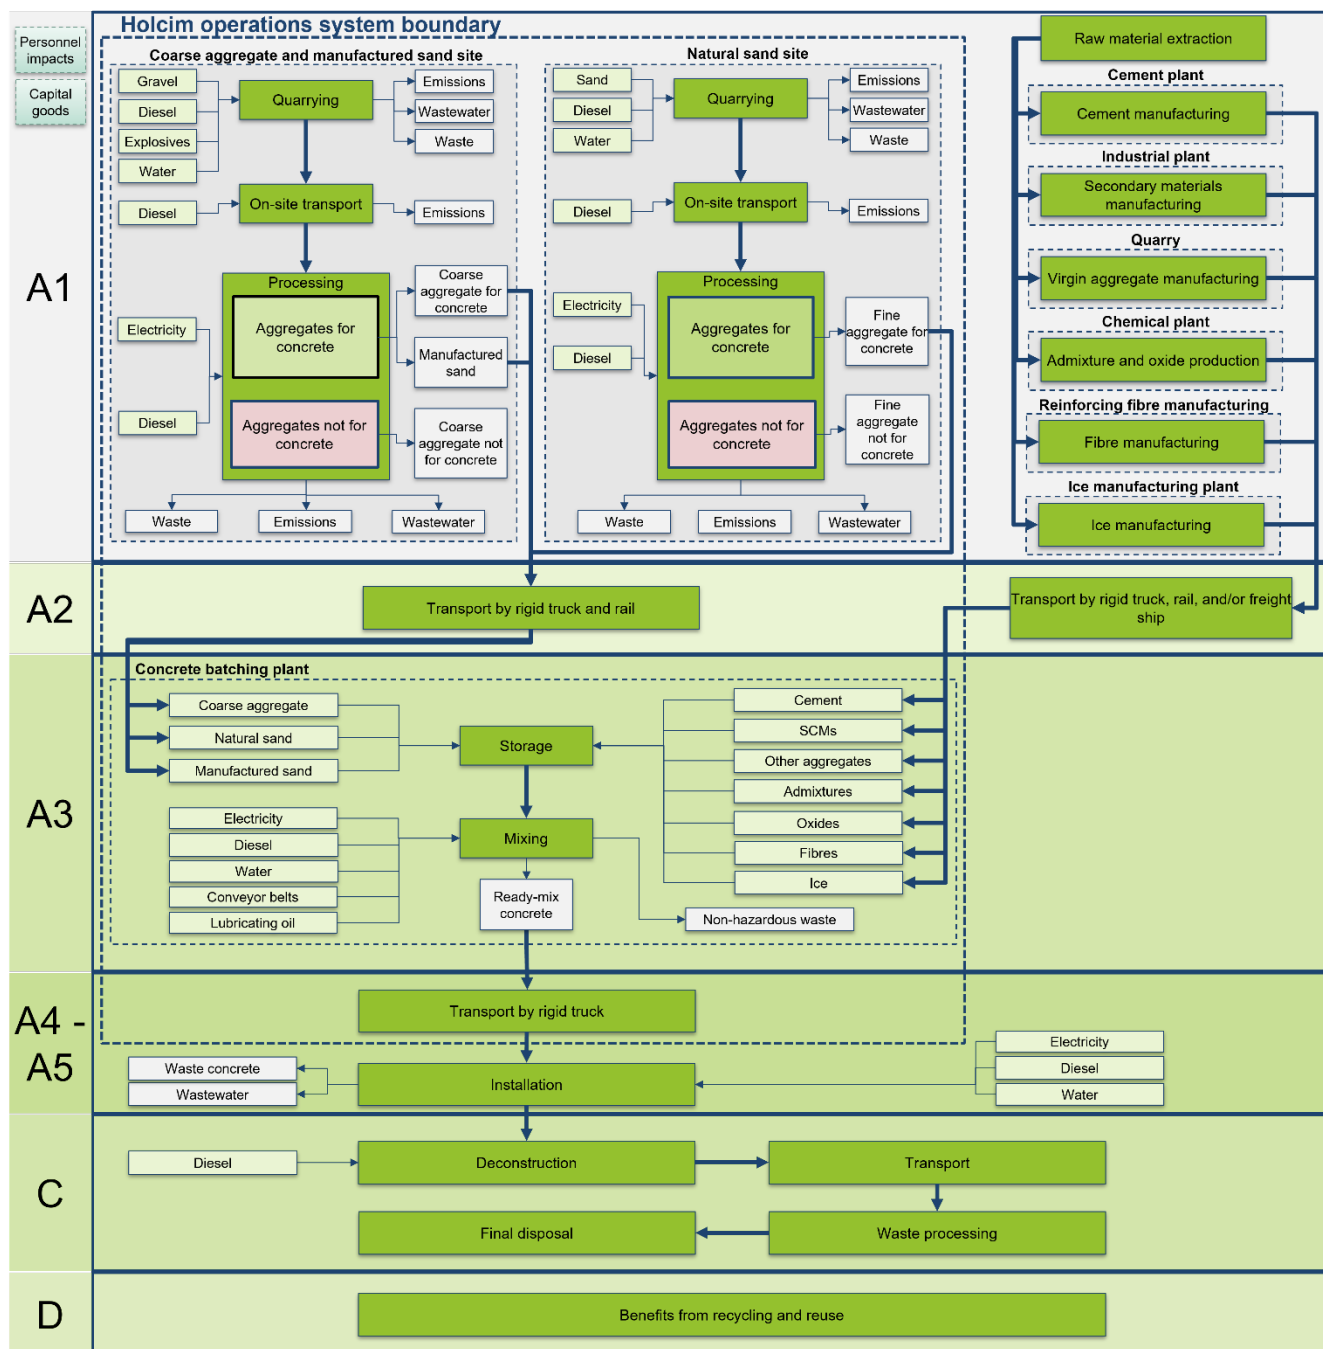 Holcim operations system boundary
Personnel
impacts
Capital
goods
A1
Coarse aggregate and manufactured sand site
Gravel
Diesel
Explosives
Water
Quarrying
Emissions
Wastewater
Waste
Diesel
On-site transport
Emissions
Electricity
Diesel
Processing
Aggregates for
concrete
Aggregates not for
concrete
Coarse
aggregate for
concrete
Manufactured
sand
Coarse
aggregate not
for concrete
Waste
Emissions
Wastewater
Natural sand site
Sand
Diesel
Water
Quarrying
Emissions
Wastewater
Waste
Diesel
On-site transport
Emissions
Electricity
Diesel
Processing
Aggregates for
concrete
Aggregates not for
concrete
Fine
aggregate for
concrete
Fine
aggregate
not for
concrete
Waste
Emissions
Wastewater
Raw material extraction
Cement plant
Cement manufacturing
Industrial plant
Secondary materials
manufacturing
Quarry
Virgin aggregate manufacturing
Chemical plant
Admixture and oxide production
Reinforcing fibre manufacturing
Fibre manufacturing
Ice manufacturing plant
Ice manufacturing
A2
Transport by rigid truck and rail
Transport by rigid truck, rail, and/or freight
ship
A3
Concrete batching plant
Coarse aggregate
Natural sand
Manufactured sand
Electricity
Diesel
Water
Conveyor belts
Lubricating oil
Storage
Mixing
Ready-mix
concrete
Cement
SCMs
Other aggregates
Admixtures
Oxides
Fibres
Ice
Non-hazardous waste
A4 -
A5
Transport by rigid truck
Waste concrete
Wastewater
Installation
Electricity
Diesel
Water
C
Diesel
Deconstruction
Transport
Final disposal
Waste processing
D
Benefits from recycling and reuse